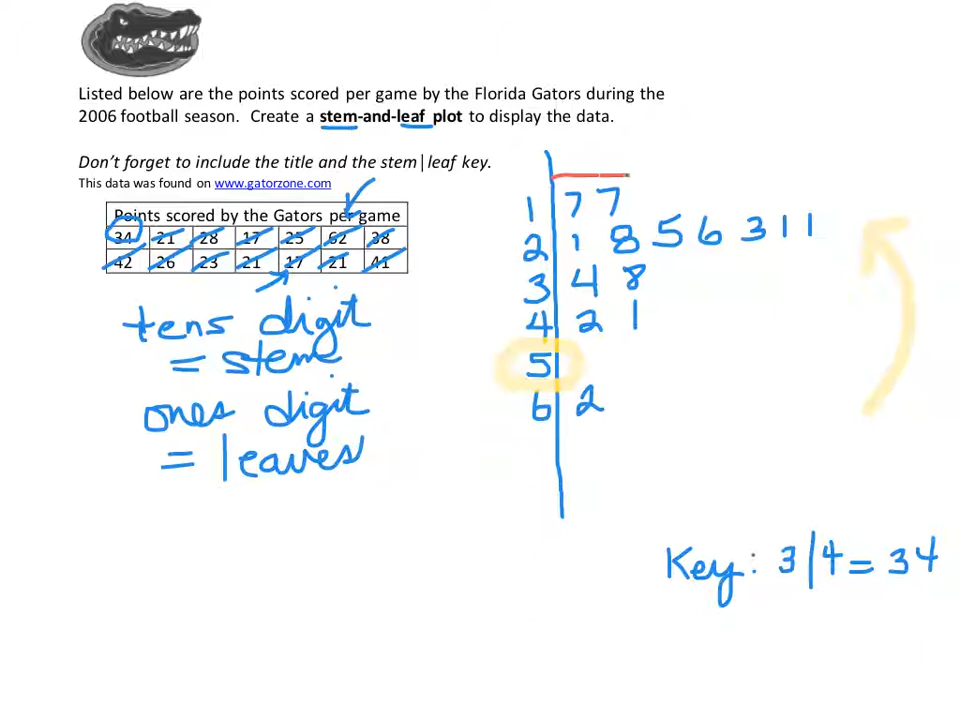 Listed below are the points scored per game by the Florida Gators during the
2006 football season. Create a stem-and-leaf plot to display the data.
Don't forget to include the title and the stem|leaf key.
This data was found on www.gatorzone.com
Points scored by the Gators per game
34 21 28 17 25 62 38
42 26 23 21 17 21 41
tens digit
= stem
ones digit
= leaves
1 7 7
2 1 8 5 6 3 1 1
3 4 8
4 2 1
5
6 2
Key: 3|4 = 34